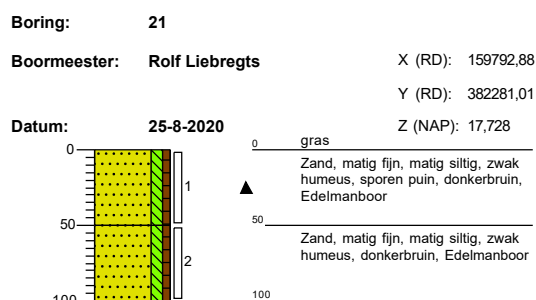 Boring: 21
Boormeester: Rolf Liebregts X (RD): 159792,88
Y (RD): 382281,01
Datum: 25-8-2020 Z (NAP): 17,728
0 0 gras
Zand, matig fijn, matig siltig, zwak
humeus, sporen puin, donkerbruin,
Edelmanboor
1
50 50
Zand, matig fijn, matig siltig, zwak
humeus, donkerbruin, Edelmanboor
2
100 100